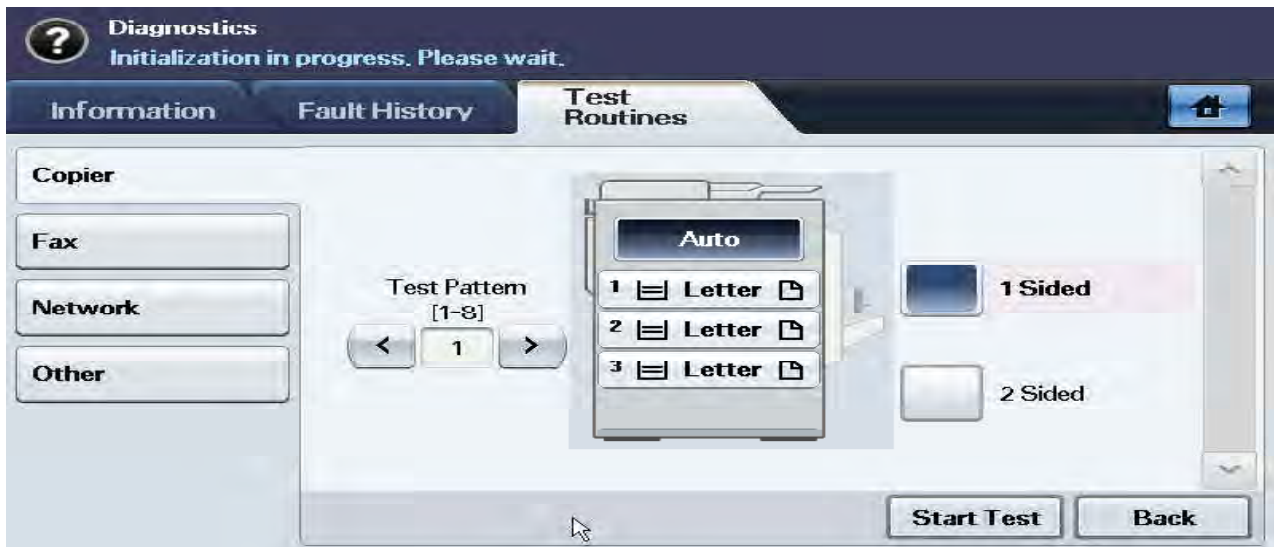 ?
Diagnostics
Initialization in progress. Please wait.
Information
Fault History
Test
Routines
Copier
Fax
Network
Other
Test Pattern
[1-8]
< 1 >
Auto
1 Letter
2 Letter
3 Letter
1 Sided
2 Sided
Start Test
Back